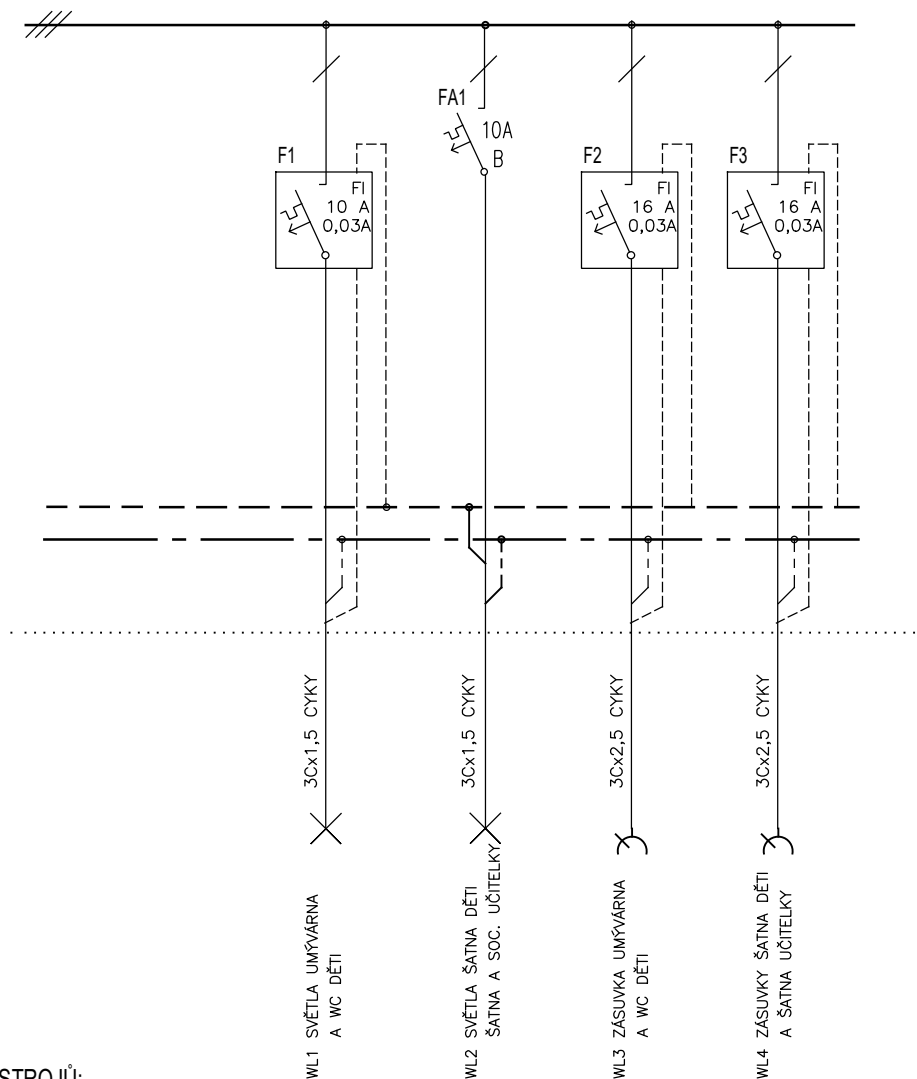 FA1
10A
B
F1
FI
10 A
0,03A
F2
FI
16 A
0,03A
F3
FI
16 A
0,03A
3Cx1,5 CYKY
3Cx1,5 CYKY
3Cx2,5 CYKY
3Cx2,5 CYKY
WL1 SVĚTLA UMÝVÁRNA
A WC DĚTI
WL2 SVĚTLA ŠATNA DĚTI
ŠATNA A SOC. UČITELKY
WL3 ZÁSUVKA UMÝVÁRNA
A WC DĚTI
WL4 ZÁSUVKY ŠATNA DĚTI
A ŠATNA UČITELKY
STROJŮ: